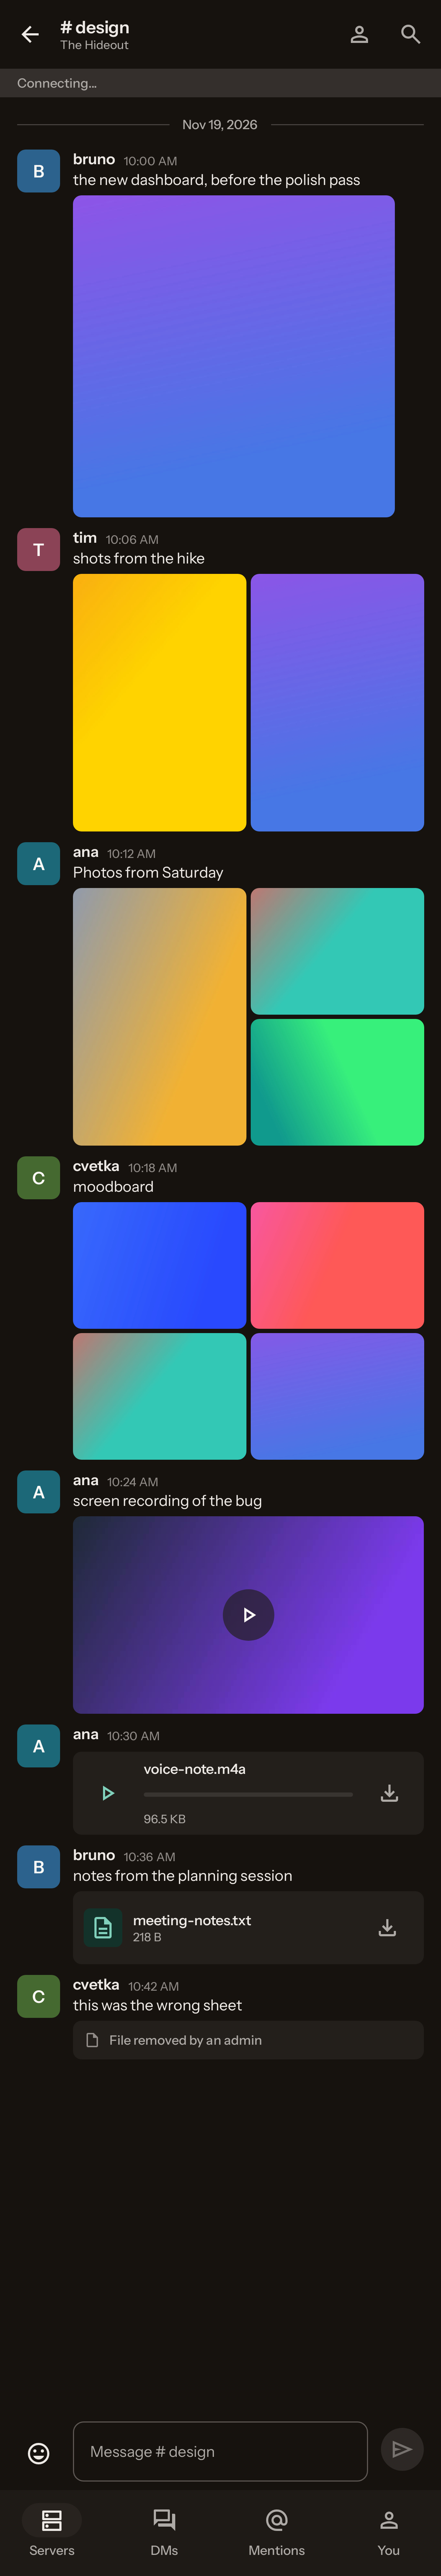 # design
The Hideout
Connecting...
Nov 19, 2026
B
bruno 10:00 AM
the new dashboard, before the polish pass
T
tim 10:06 AM
shots from the hike
A
ana 10:12 AM
Photos from Saturday
C
cvetka 10:18 AM
moodboard
A
ana 10:24 AM
screen recording of the bug
A
ana 10:30 AM
voice-note.m4a
96.5 KB
B
bruno 10:36 AM
notes from the planning session
meeting-notes.txt
218 B
C
cvetka 10:42 AM
this was the wrong sheet
File removed by an admin
Message # design
Servers DMs Mentions You